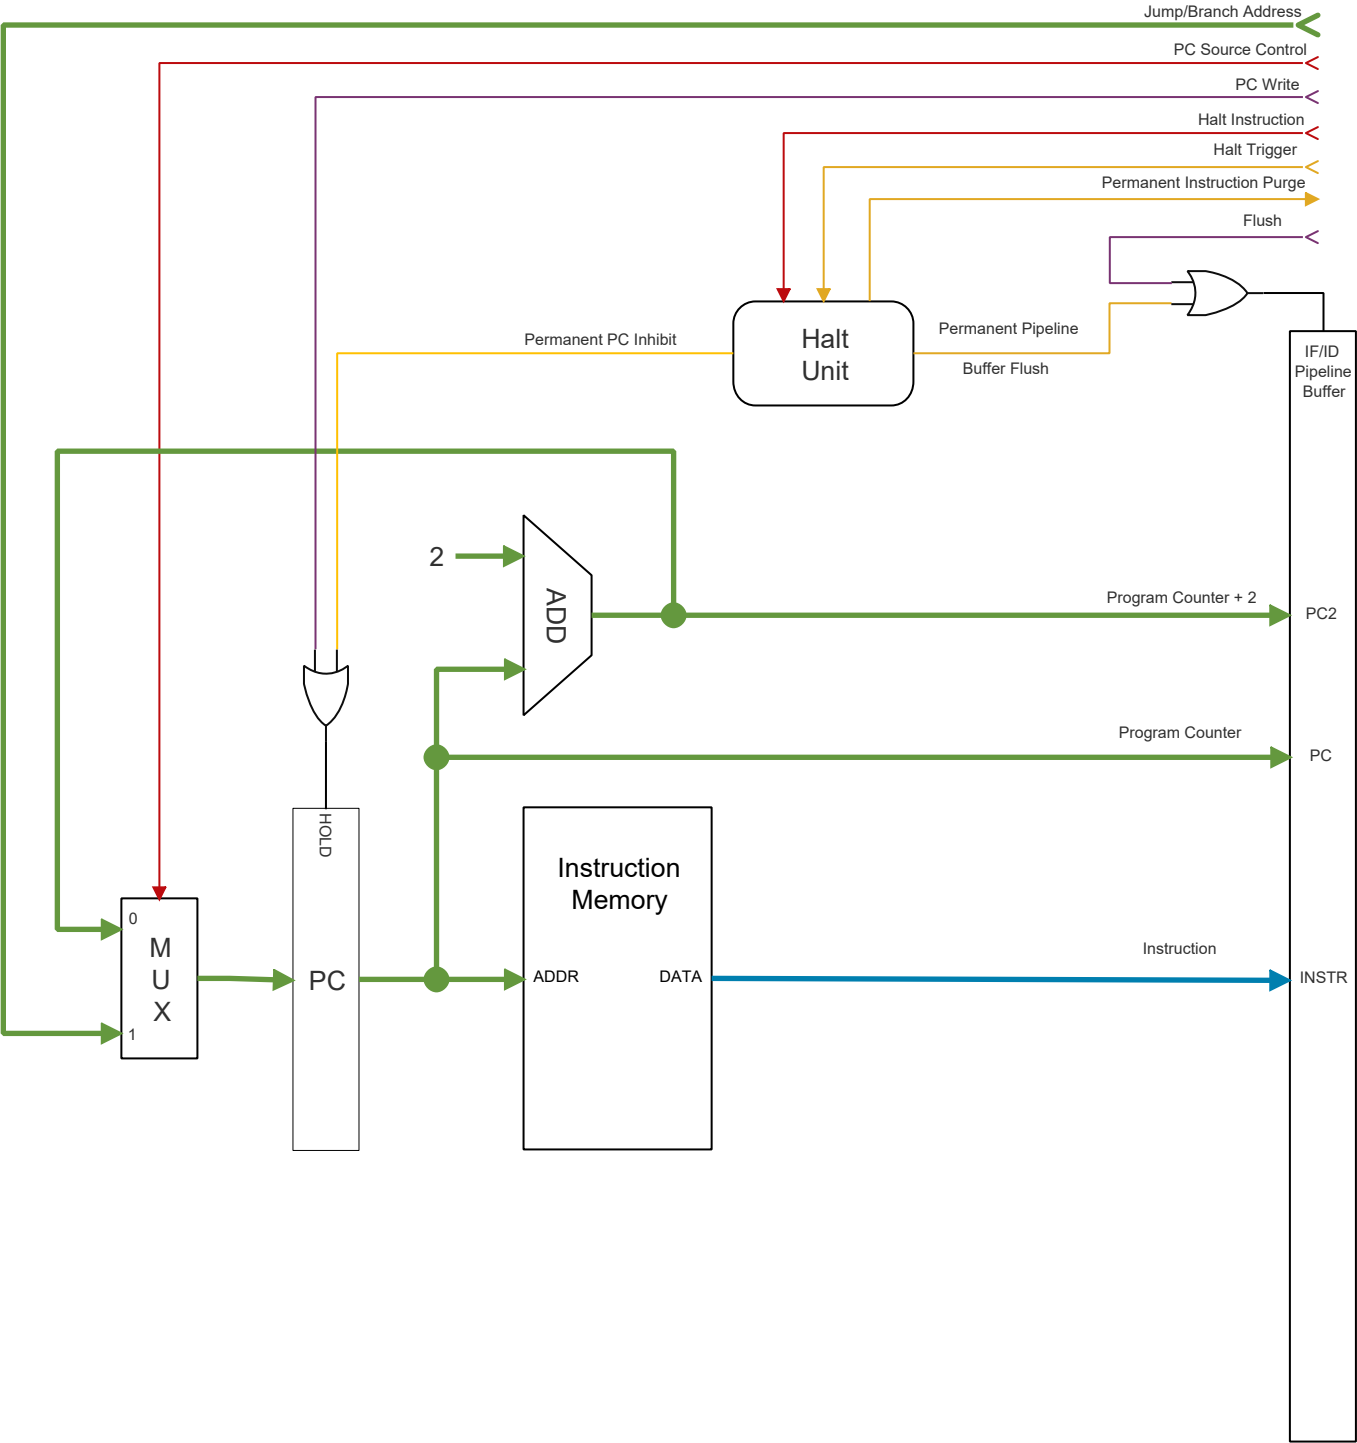 Jump/Branch Address
PC Source Control
PC Write
Halt Instruction
Halt Trigger
Permanent Instruction Purge
Flush
Halt
Unit
Permanent PC Inhibit
Permanent Pipeline
Buffer Flush
IF/ID
Pipeline
Buffer
2
ADD
Program Counter + 2
PC2
Program Counter
PC
HOLD
Instruction
Memory
0
M
U
X
1
PC
ADDR
DATA
Instruction
INSTR